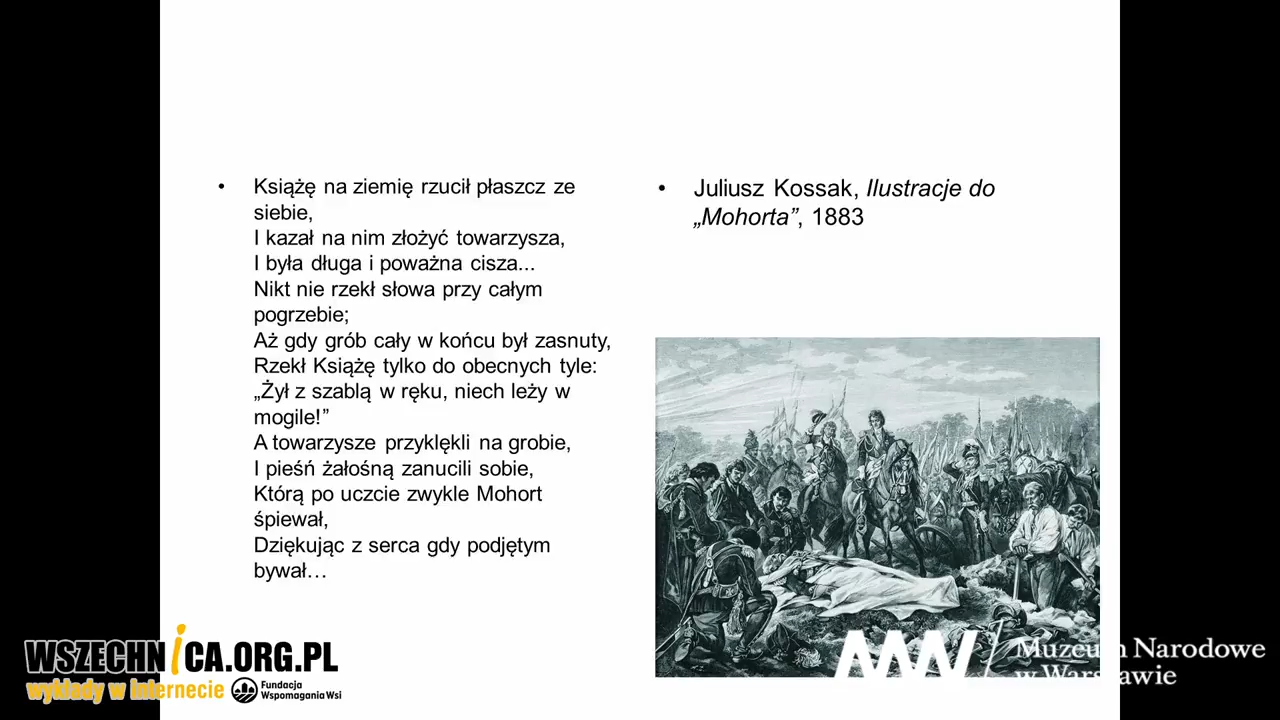 • Książę na ziemię rzucił płaszcz ze
siebie,
I kazał na nim złożyć towarzysza,
I była długa i poważna cisza...
Nikt nie rzekł słowa przy całym
pogrzebie;
Aż gdy grób cały w końcu był zasnuty,
Rzekł Książę tylko do obecnych tyle:
„Żył z szablą w ręku, niech leży w
mogile!”
A towarzysze przyklękli na grobie,
I pieśń żałośną zanucili sobie,
Którą po uczcie zwykle Mohort
śpiewał,
Dziękując z serca gdy podjętym
bywał…
• Juliusz Kossak, Ilustracje do
„Mohorta”, 1883
WSZECHNICA.ORG.PL
wykłady w internecie
Fundacja
Wspomagania Wsi
Muzeum Narodowe
w Warszawie